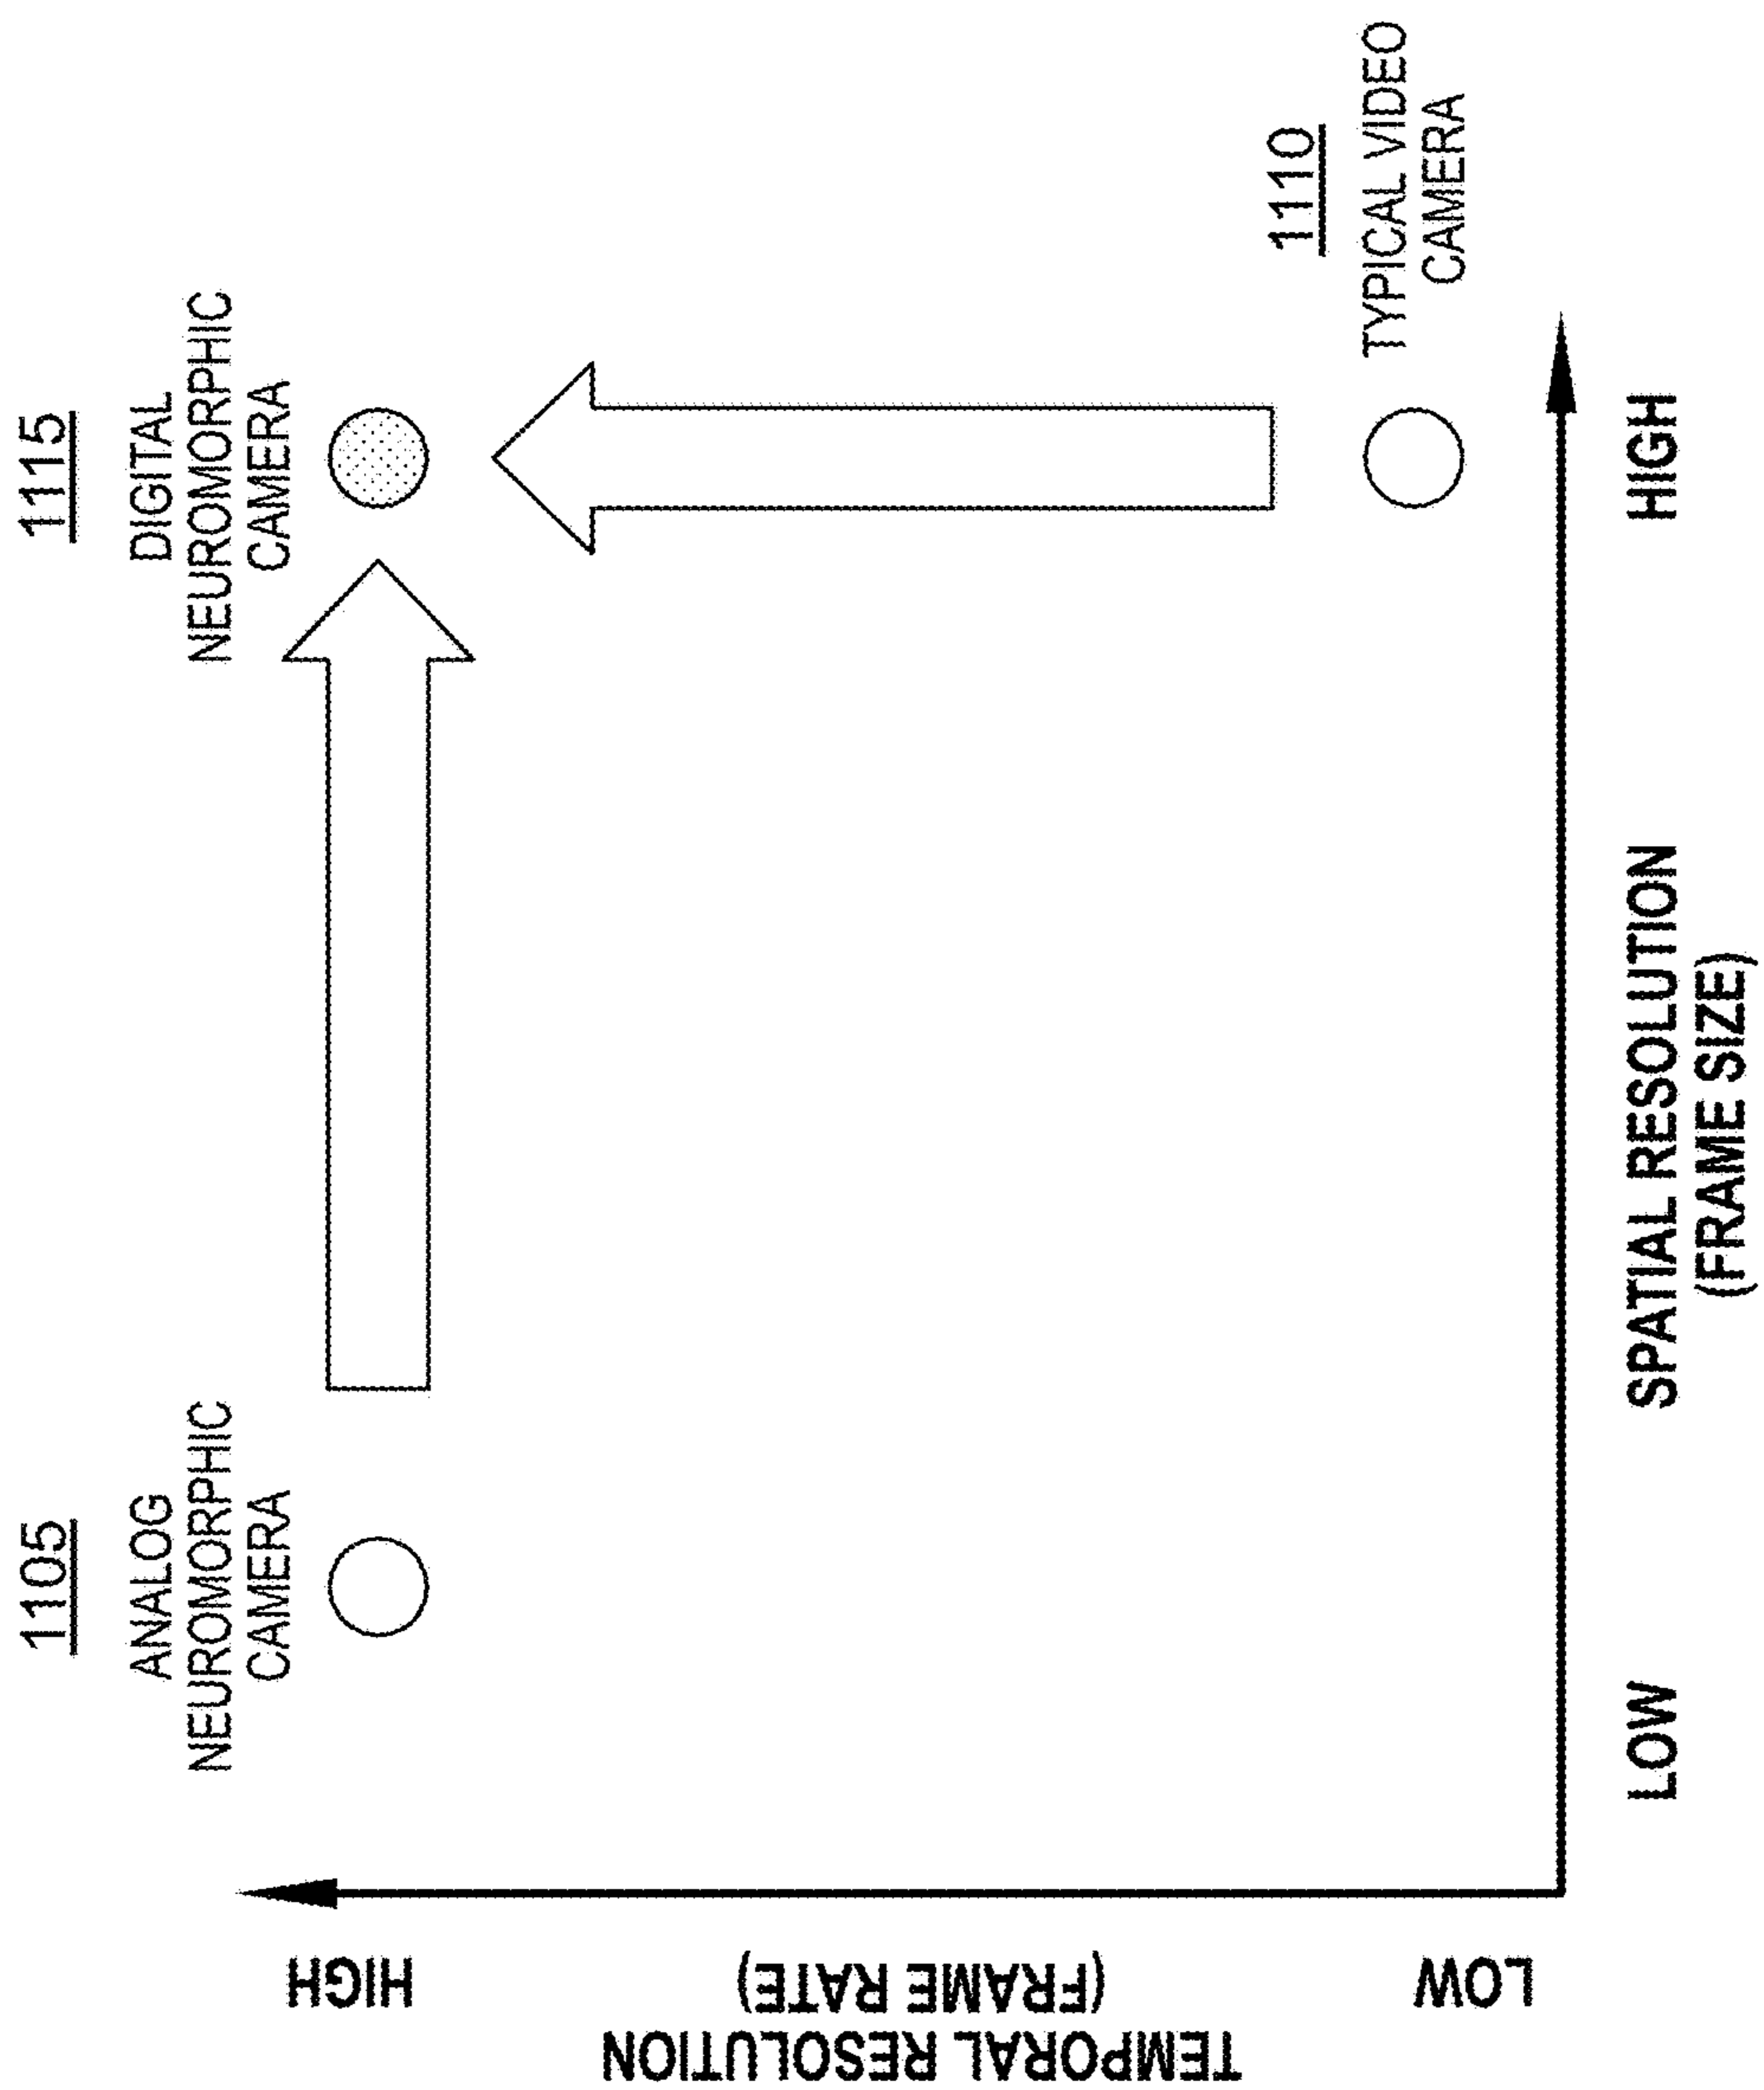 1105
ANALOG
NEUROMORPHIC
CAMERA
1115
DIGITAL
NEUROMORPHIC
CAMERA
1110
TYPICAL VIDEO
CAMERA
HIGH
TEMPORAL RESOLUTION
(FRAME RATE)
LOW
LOW
SPATIAL RESOLUTION
(FRAME SIZE)
HIGH